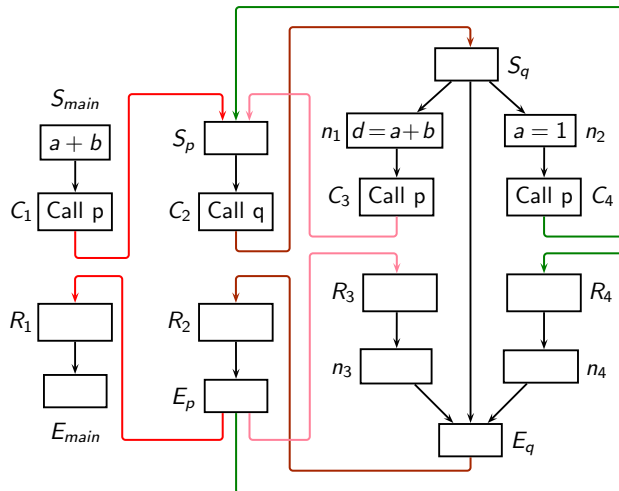 S_q
S_main
a + b
S_p
n_1
d = a + b
a = 1
n_2
C_1
Call p
C_2
Call q
C_3
Call p
Call p
C_4
R_1
R_2
R_3
R_4
E_main
E_p
n_3
n_4
E_q